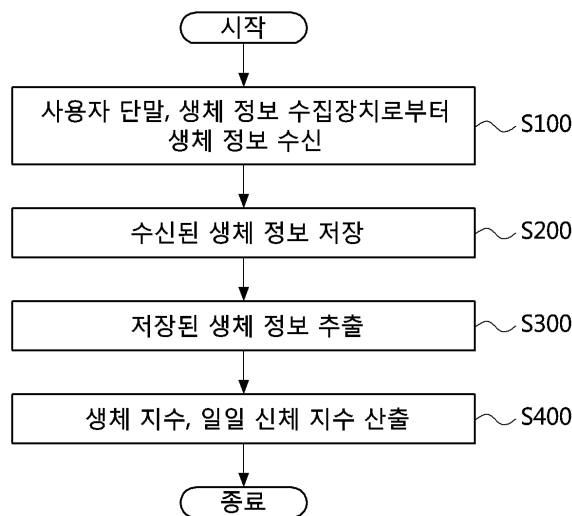 시작
사용자 단말, 생체 정보 수집장치로부터
생체 정보 수신
S100
수신된 생체 정보 저장
S200
저장된 생체 정보 추출
S300
생체 지수, 일일 신체 지수 산출
S400
종료